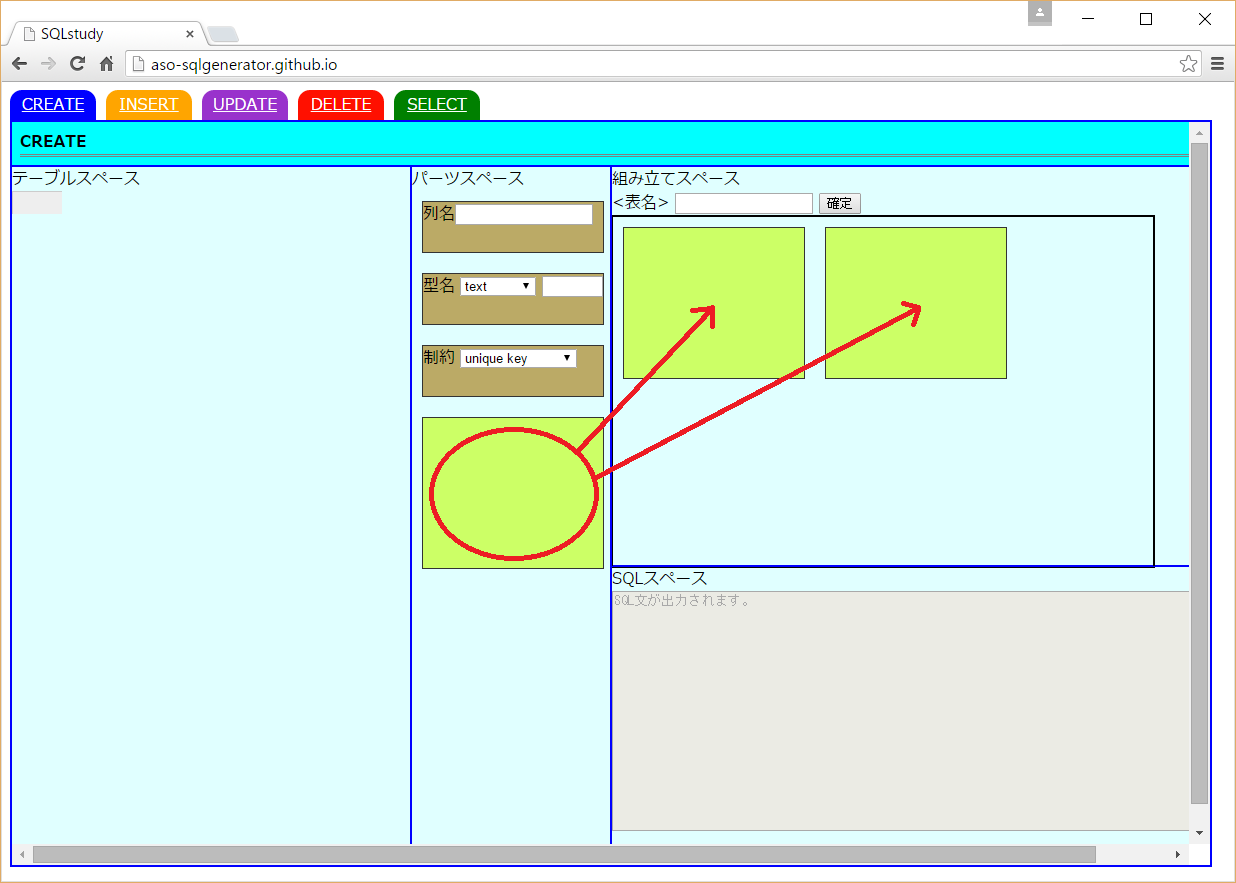 SQLstudy
aso-sqlgenerator.github.io
CREATE INSERT UPDATE DELETE SELECT
CREATE
テーブルスペース
パーツスペース
列名
型名 text
制約 unique key
組み立てスペース
<表名> 確定
SQLスペース
SQL文が出力されます。